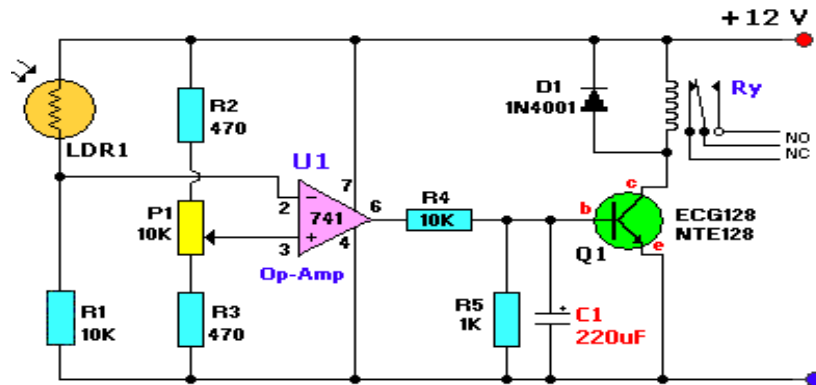 +12 V
D1
1N4001
Ry
R2
470
LDR1
NO
NC
U1
7
c
R4
10K
6
2
−
741
P1
10K
b
ECG128
NTE128
3
+
4
e
Q1
Op-Amp
R1
10K
R3
470
R5
1K
+
C1
220uF